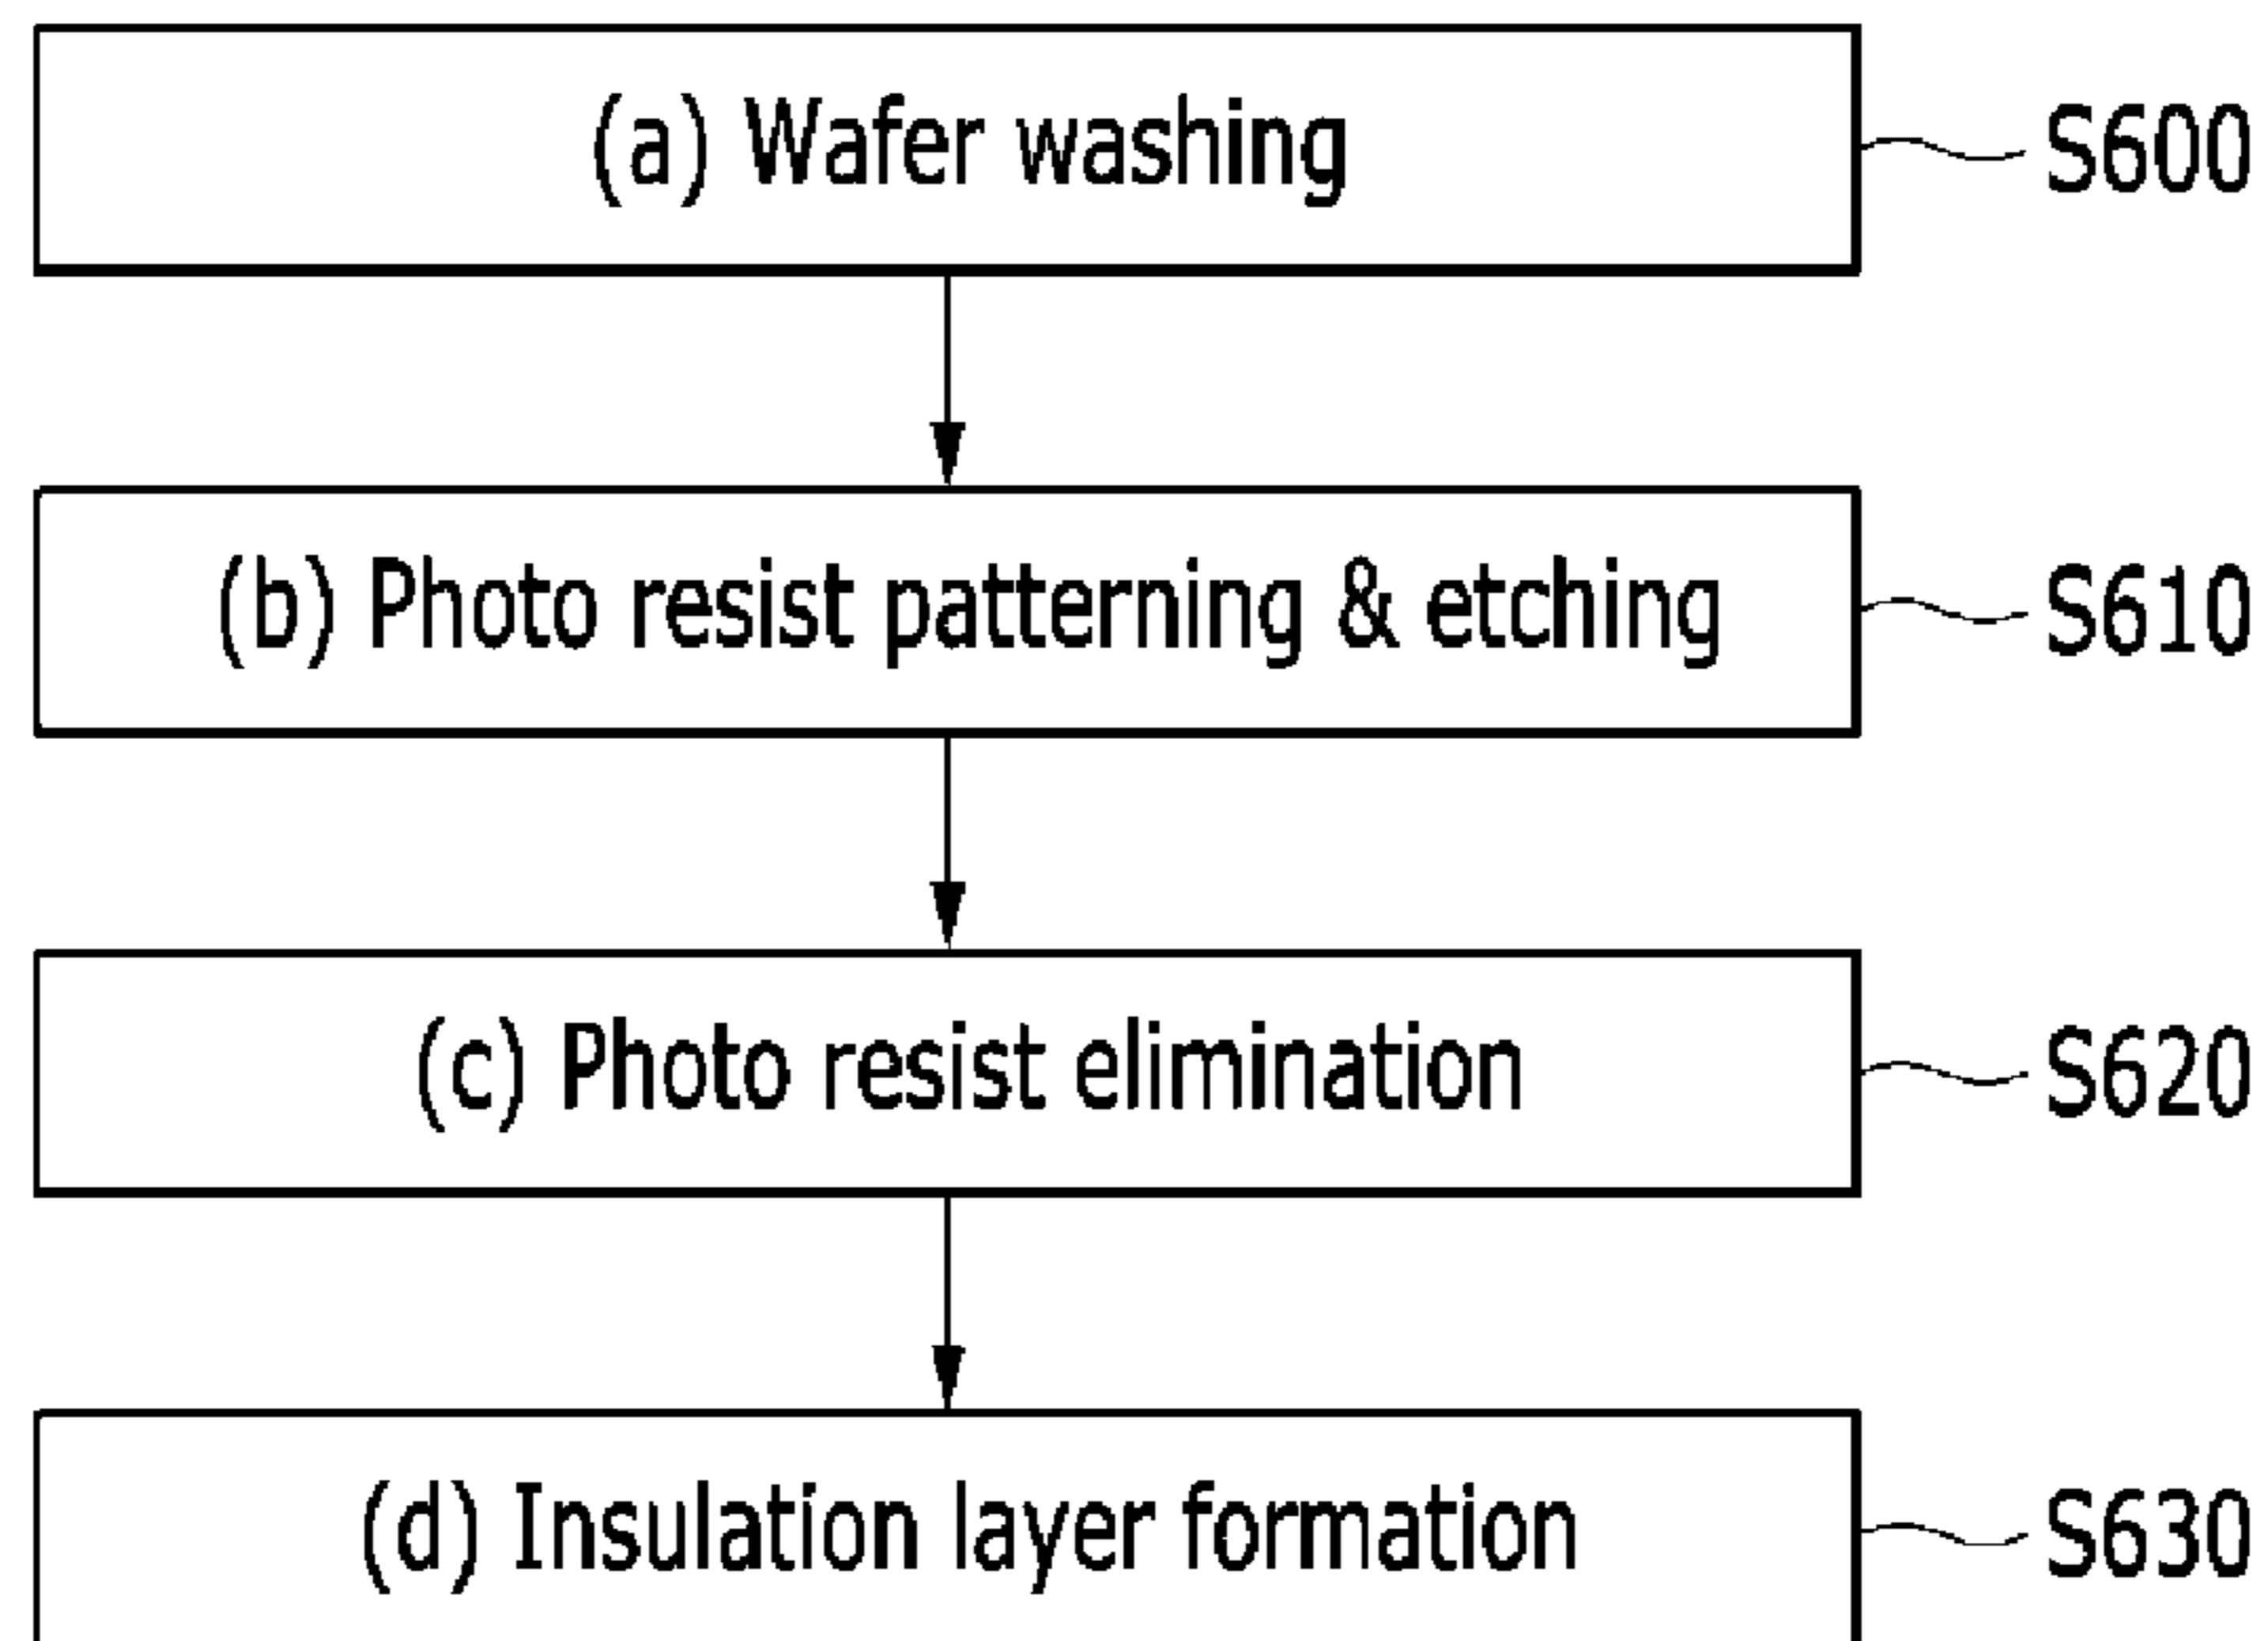 (a) Wafer washing S600
(b) Photo resist patterning & etching S610
(c) Photo resist elimination S620
(d) Insulation layer formation S630